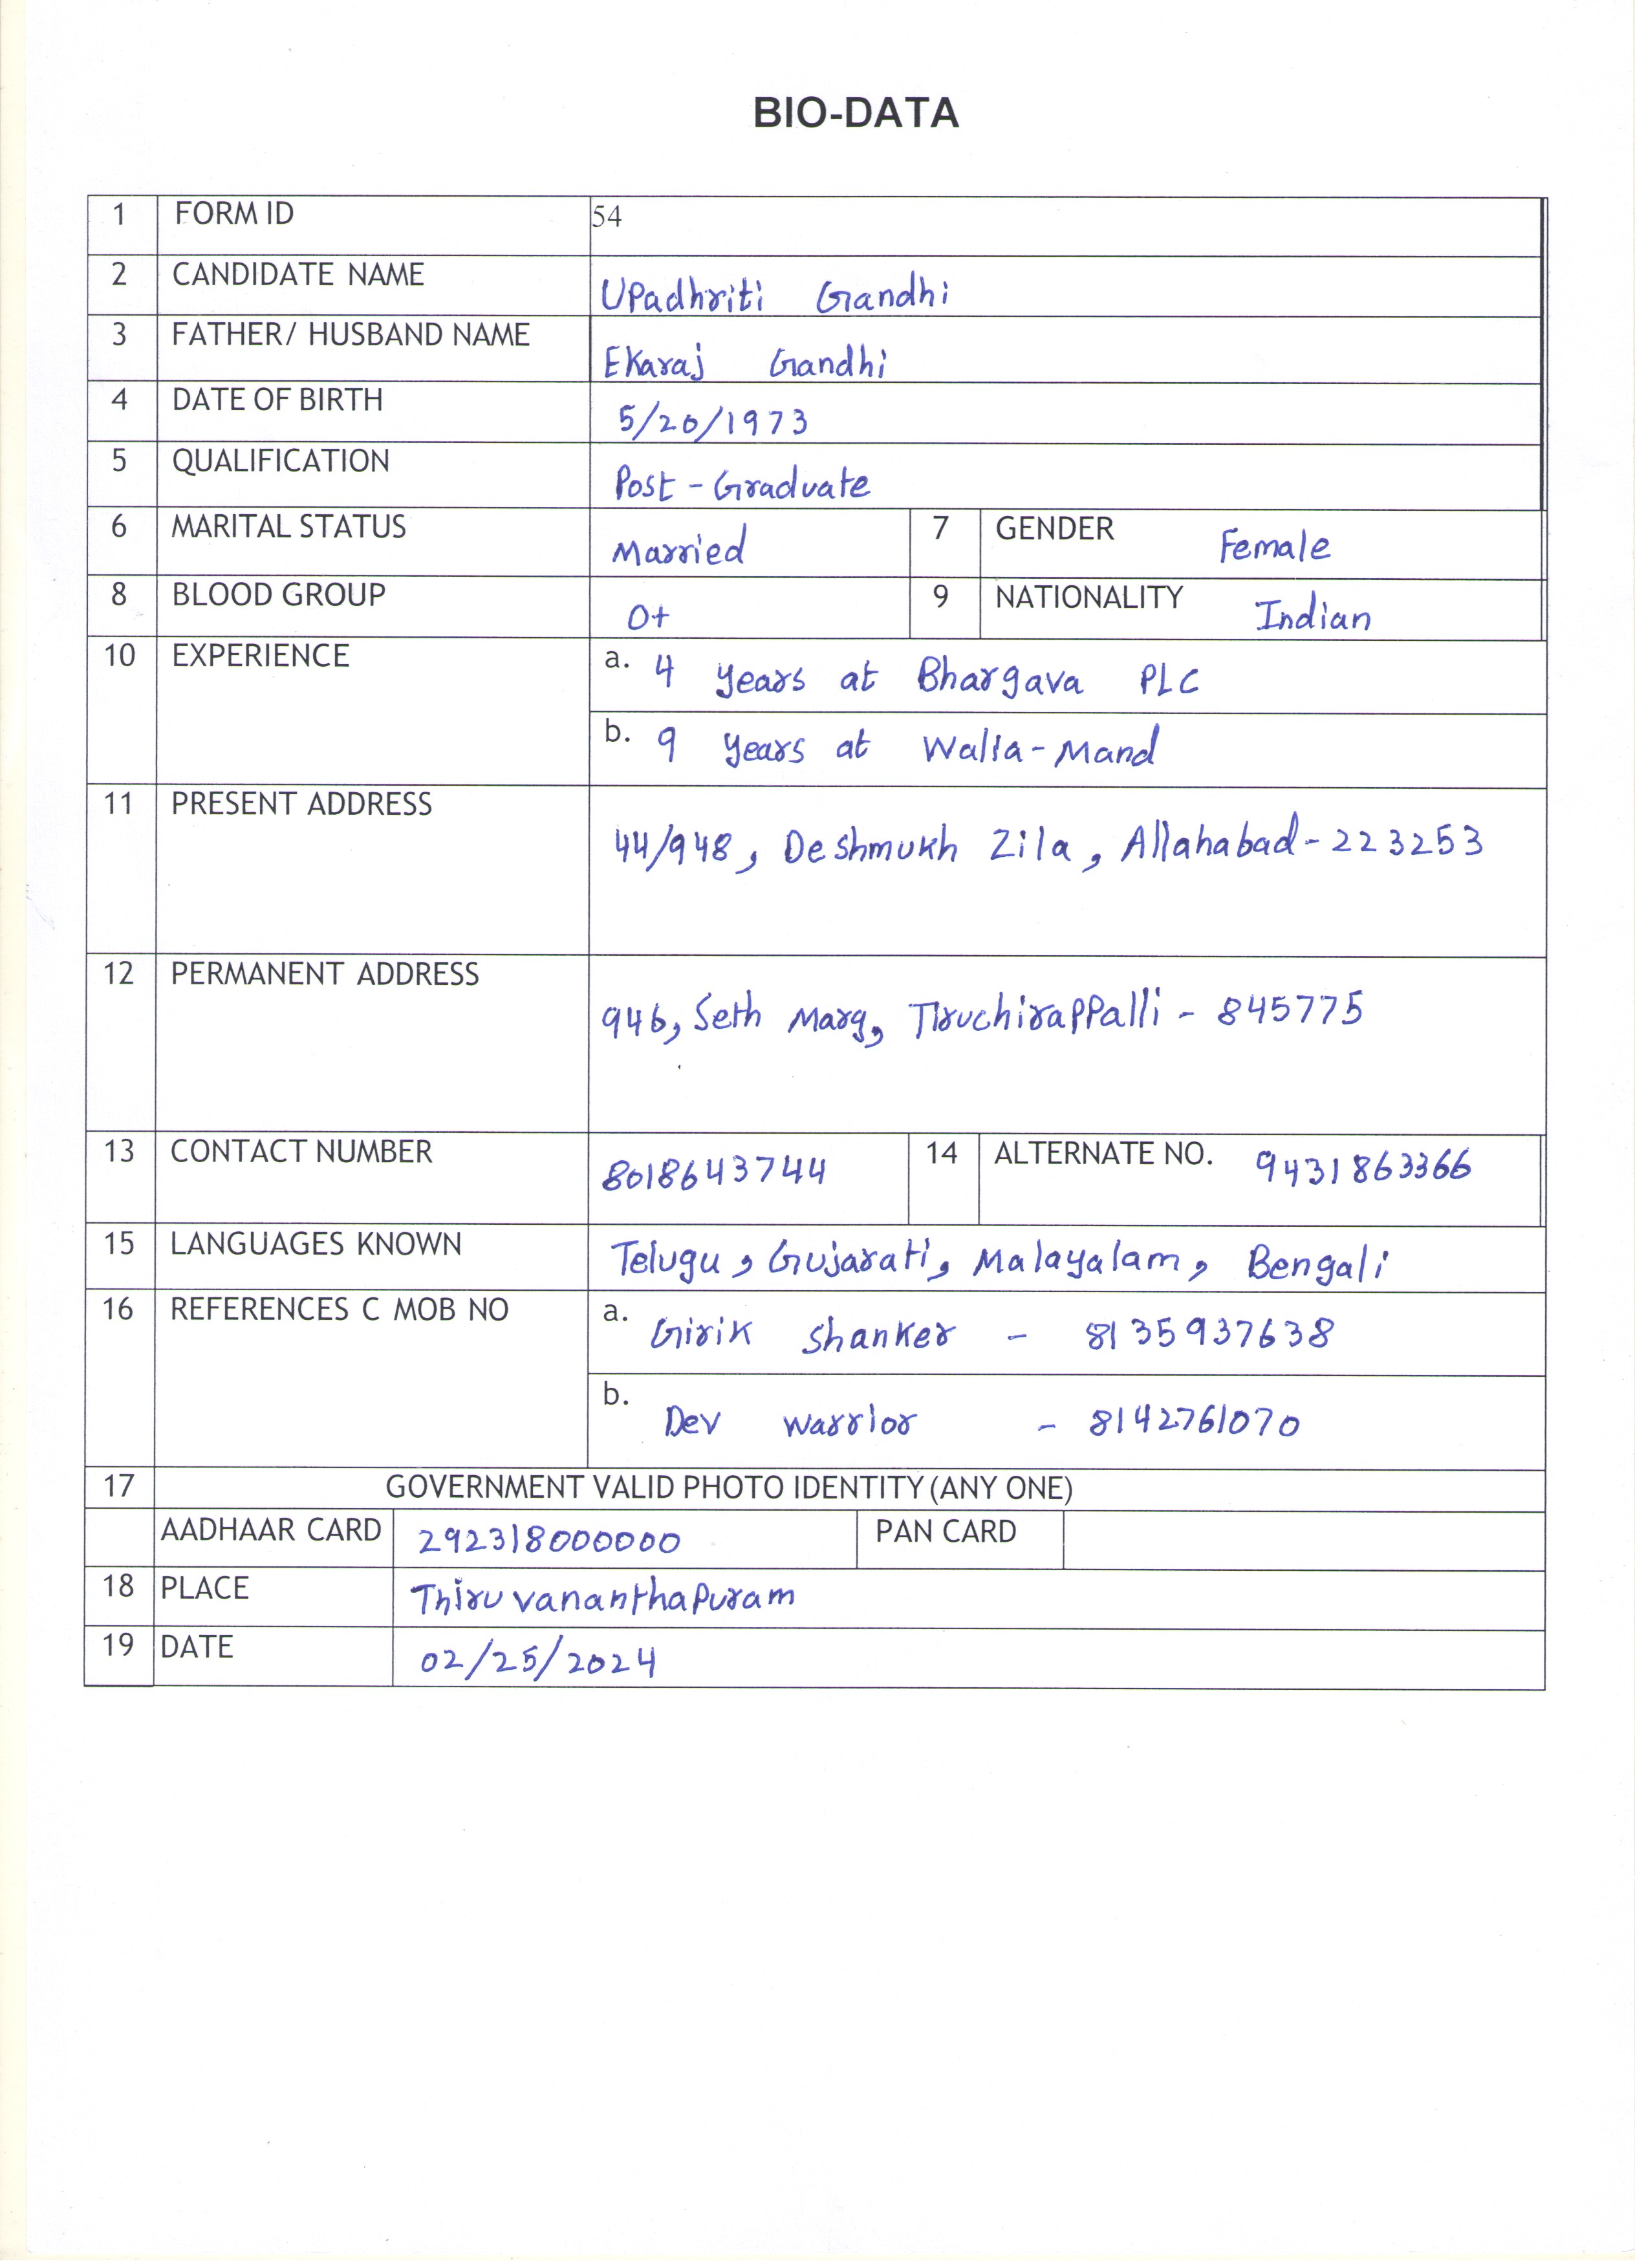 BIO-DATA
1 FORM ID 54
2 CANDIDATE NAME Upadhriti Gandhi
3 FATHER/ HUSBAND NAME Ekaraj Gandhi
4 DATE OF BIRTH 5/20/1973
5 QUALIFICATION Post-Graduate
6 MARITAL STATUS Married 7 GENDER Female
8 BLOOD GROUP O+ 9 NATIONALITY Indian
10 EXPERIENCE a. 4 years at Bhargava PLC
b. 9 years at Walla-Mand
11 PRESENT ADDRESS
44/948, Deshmukh Zila, Allahabad-223253
12 PERMANENT ADDRESS
946, Seth Marg, Tiruchirappalli - 845775
13 CONTACT NUMBER 8018643744 14 ALTERNATE NO. 9431863366
15 LANGUAGES KNOWN Telugu, Gujarati, Malayalam, Bengali
16 REFERENCES C MOB NO a. Girik Shanker - 8135937638
b. Dev Warrior - 8142761070
17 GOVERNMENT VALID PHOTO IDENTITY (ANY ONE)
AADHAAR CARD 292318000000 PAN CARD
18 PLACE Thiruvananthapuram
19 DATE 02/25/2024